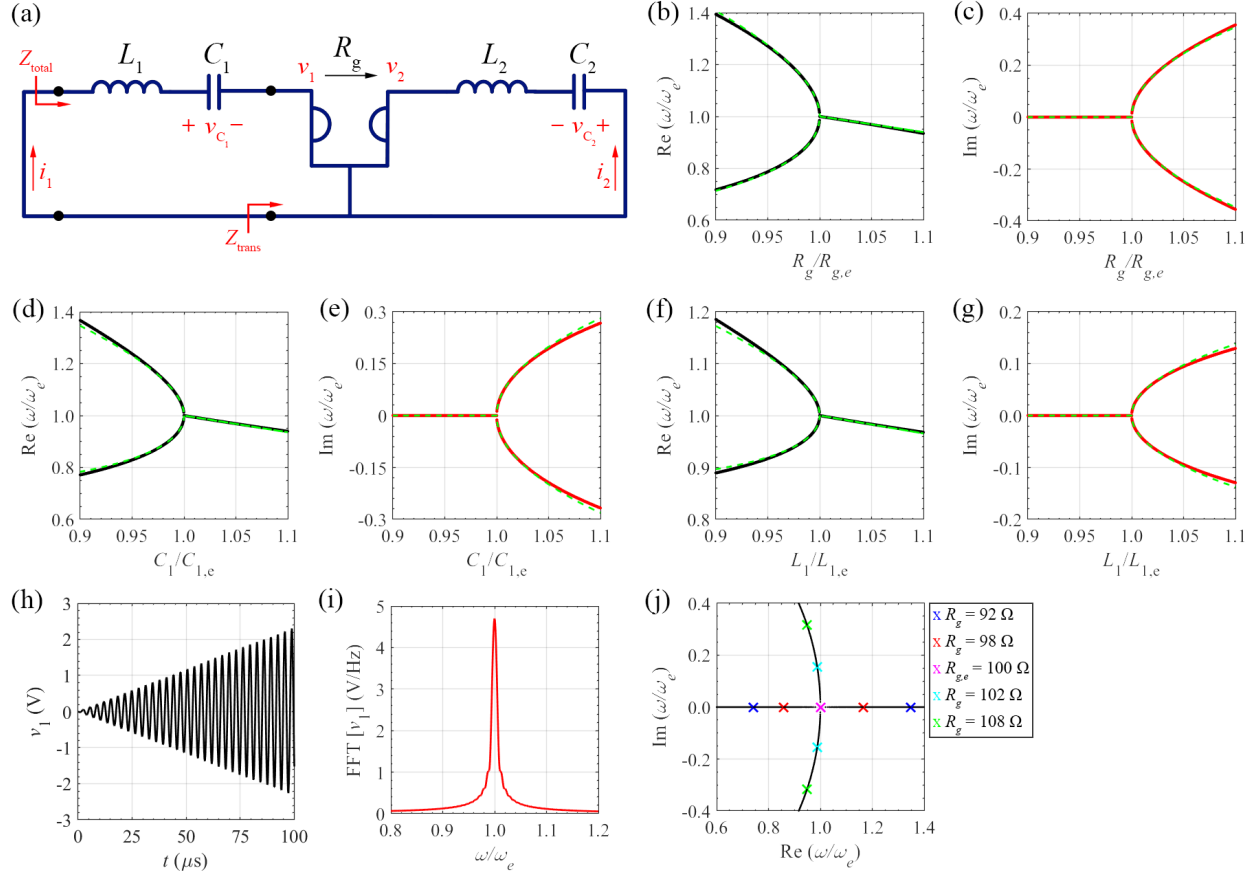 (a)
Z_total
L_1
C_1
v_1
R_g
v_2
L_2
C_2
+ v_C_1 −
− v_C_2 +
i_1
i_2
Z_trans
(b)
Re (ω/ω_e)
1.4
1.2
1.0
0.8
0.6
0.9 0.95 1.0 1.05 1.1
R_g/R_g,e
(c)
Im (ω/ω_e)
0.4
0.2
0
-0.2
-0.4
0.9 0.95 1.0 1.05 1.1
R_g/R_g,e
(d)
Re (ω/ω_e)
1.4
1.2
1.0
0.8
0.6
0.9 0.95 1 1.05 1.1
C_1/C_1,e
(e)
Im (ω/ω_e)
0.3
0.15
0
-0.15
-0.3
0.9 0.95 1 1.05 1.1
C_1/C_1,e
(f)
Re (ω/ω_e)
1.2
1.1
1.0
0.9
0.8
0.9 0.95 1.0 1.05 1.1
L_1/L_1,e
(g)
Im (ω/ω_e)
0.2
0.1
0.0
-0.1
-0.2
0.9 0.95 1.0 1.05 1.1
L_1/L_1,e
(h)
v_1 (V)
3
2
1
0
-1
-2
-3
0 25 50 75 100
t (μs)
(i)
FFT [v_1] (V/Hz)
5
4
3
2
1
0
0.8 0.9 1.0 1.1 1.2
ω/ω_e
(j)
Im (ω/ω_e)
0.4
0.2
0.0
-0.2
-0.4
0.6 0.8 1.0 1.2 1.4
Re (ω/ω_e)
x R_g = 92 Ω
x R_g = 98 Ω
x R_g,e = 100 Ω
x R_g = 102 Ω
x R_g = 108 Ω